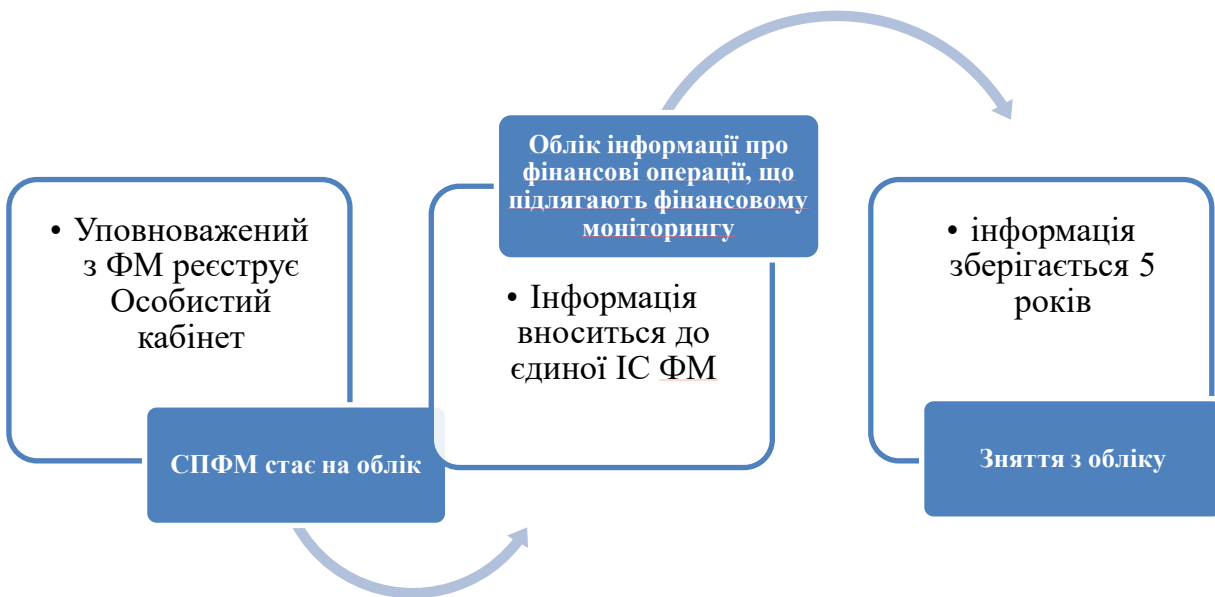 • Уповноважений
з ФМ реєструє
Особистий
кабінет
СПФМ стає на облік
Облік інформації про
фінансові операції, що
підлягають фінансовому
моніторингу
• Інформація
вноситься до
єдиної ІС ФМ
• інформація
зберігається 5
років
Зняття з обліку